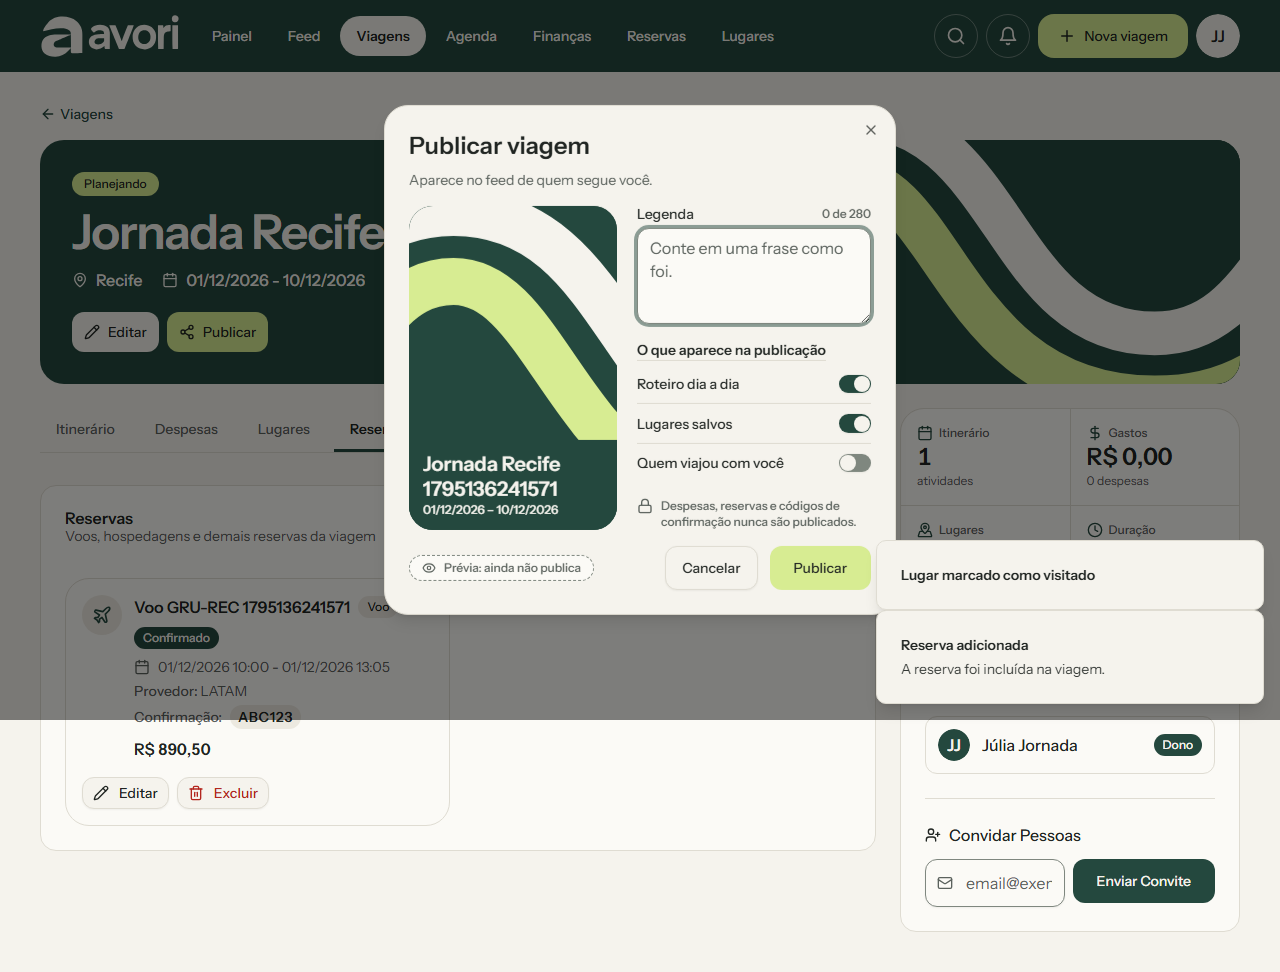 avori
Painel
Feed
Viagens
Agenda
Finanças
Reservas
Lugares
Nova viagem
JJ
Viagens
Planejando
Jornada Recife
Recife
01/12/2026 - 10/12/2026
Editar
Publicar
Itinerário
Despesas
Lugares
Publicar viagem
Aparece no feed de quem segue você.
Jornada Recife
1795136241571
01/12/2026 – 10/12/2026
Legenda
0 de 280
Conte em uma frase como
foi.
O que aparece na publicação
Roteiro dia a dia
Lugares salvos
Quem viajou com você
Despesas, reservas e códigos de
confirmação nunca são publicados.
Prévia: ainda não publica
Cancelar
Publicar
Itinerário
1
atividades
Gastos
R$ 0,00
0 despesas
Lugares
Duração
Lugar marcado como visitado
Reserva adicionada
A reserva foi incluída na viagem.
Reservas
Voos, hospedagens e demais reservas da viagem
Voo GRU-REC 1795136241571
Voo
Confirmado
01/12/2026 10:00 - 01/12/2026 13:05
Provedor: LATAM
Confirmação: ABC123
R$ 890,50
Editar
Excluir
JJ
Júlia Jornada
Dono
Convidar Pessoas
email@exer
Enviar Convite